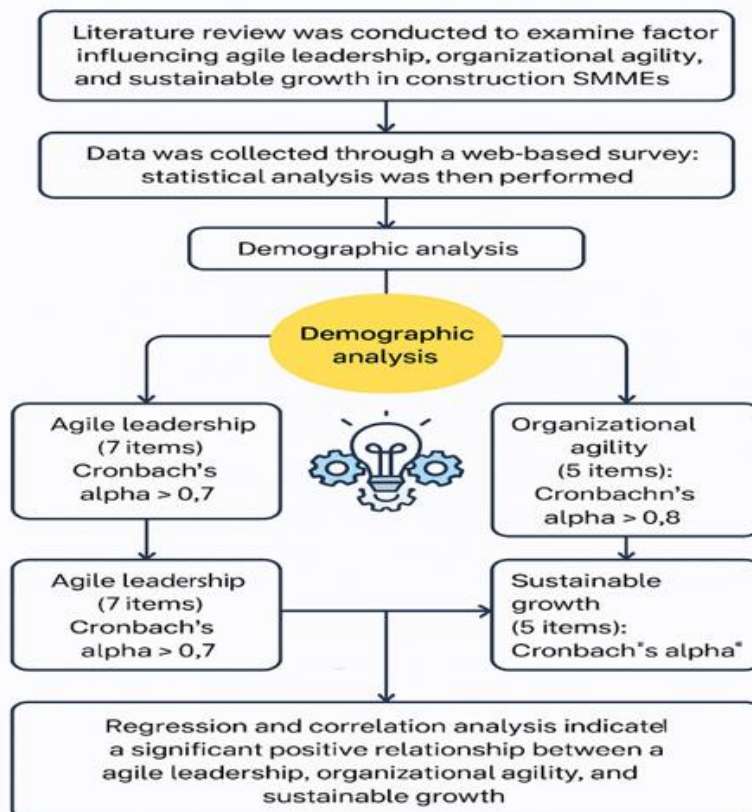 Literature review was conducted to examine factor
influencing agile leadership, organizational agility,
and sustainable growth in construction SMMEs
Data was collected through a web-based survey:
statistical analysis was then performed
Demographic analysis
Demographic
analysis
Agile leadership
(7 items)
Cronbach's
alpha > 0,7
Organizational
agility
(5 items):
Cronbachn's
alpha > 0,8
Agile leadership
(7 items)
Cronbach's
alpha > 0,7
Sustainable
growth
(5 items):
Cronbach's alpha"
Regression and correlation analysis indicate
a significant positive relationship between a
agile leadership, organizational agility, and
sustainable growth